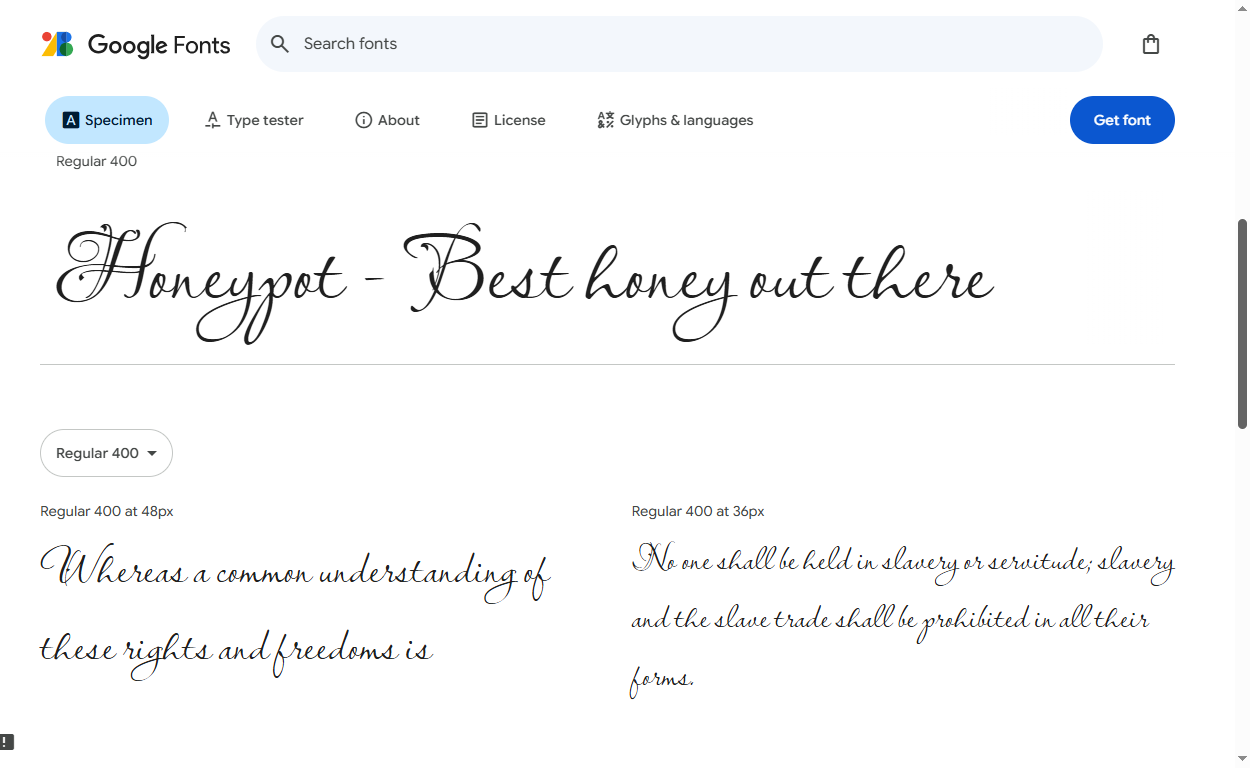 Google Fonts
Search fonts
Specimen
Type tester
About
License
Glyphs & languages
Get font
Regular 400
Honeypot - Best honey out there
Regular 400
Regular 400 at 48px
Whereas a common understanding of
these rights and freedoms is
Regular 400 at 36px
No one shall be held in slavery or servitude; slavery
and the slave trade shall be prohibited in all their
forms.